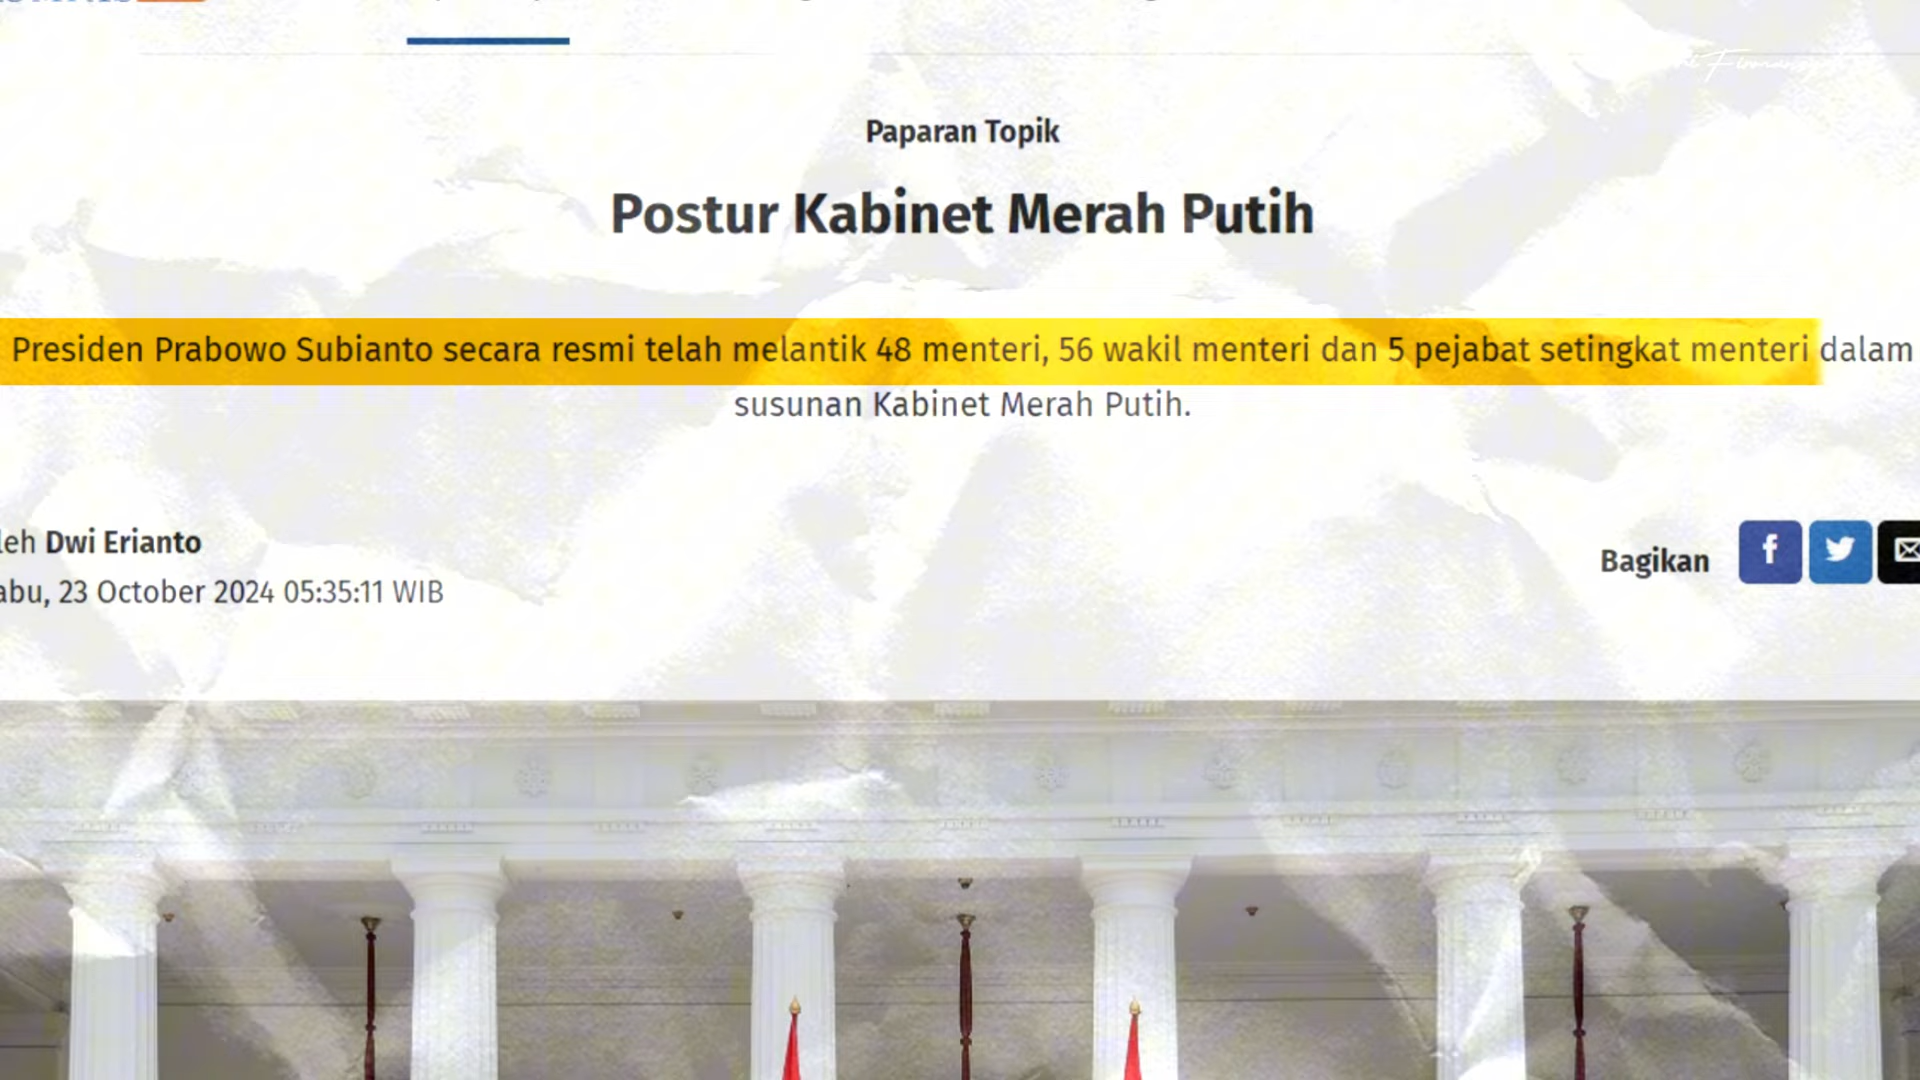 Paparan Topik
Postur Kabinet Merah Putih
Presiden Prabowo Subianto secara resmi telah melantik 48 menteri, 56 wakil menteri dan 5 pejabat setingkat menteri dalam
susunan Kabinet Merah Putih.
leh Dwi Erianto
abu, 23 October 2024 05:35:11 WIB
Bagikan